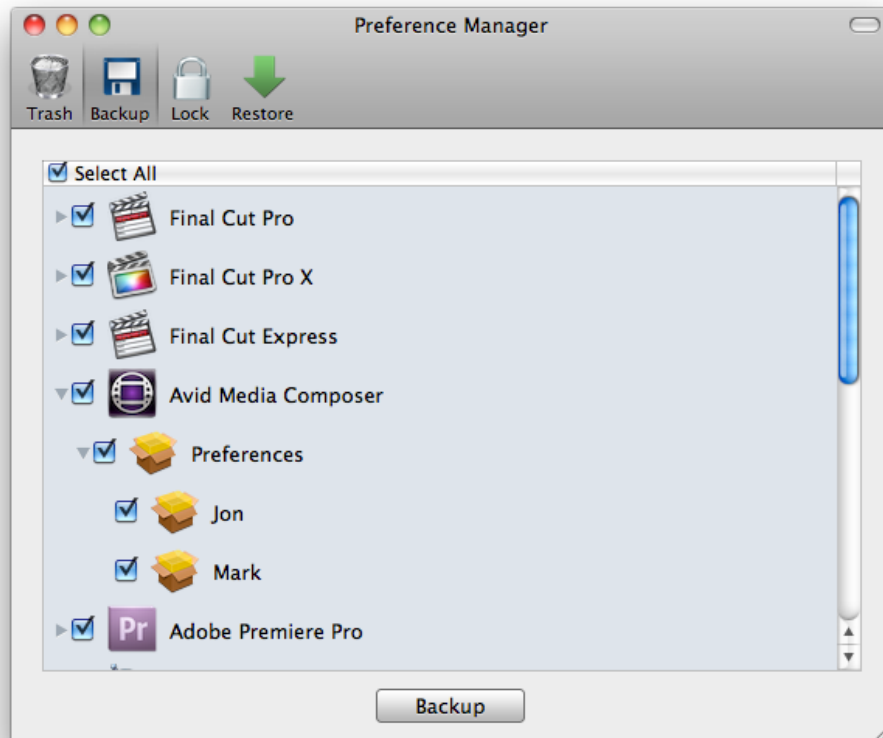 Preference Manager
Trash Backup Lock Restore
Select All
Final Cut Pro
Final Cut Pro X
Final Cut Express
Avid Media Composer
Preferences
Jon
Mark
Pr Adobe Premiere Pro
Backup